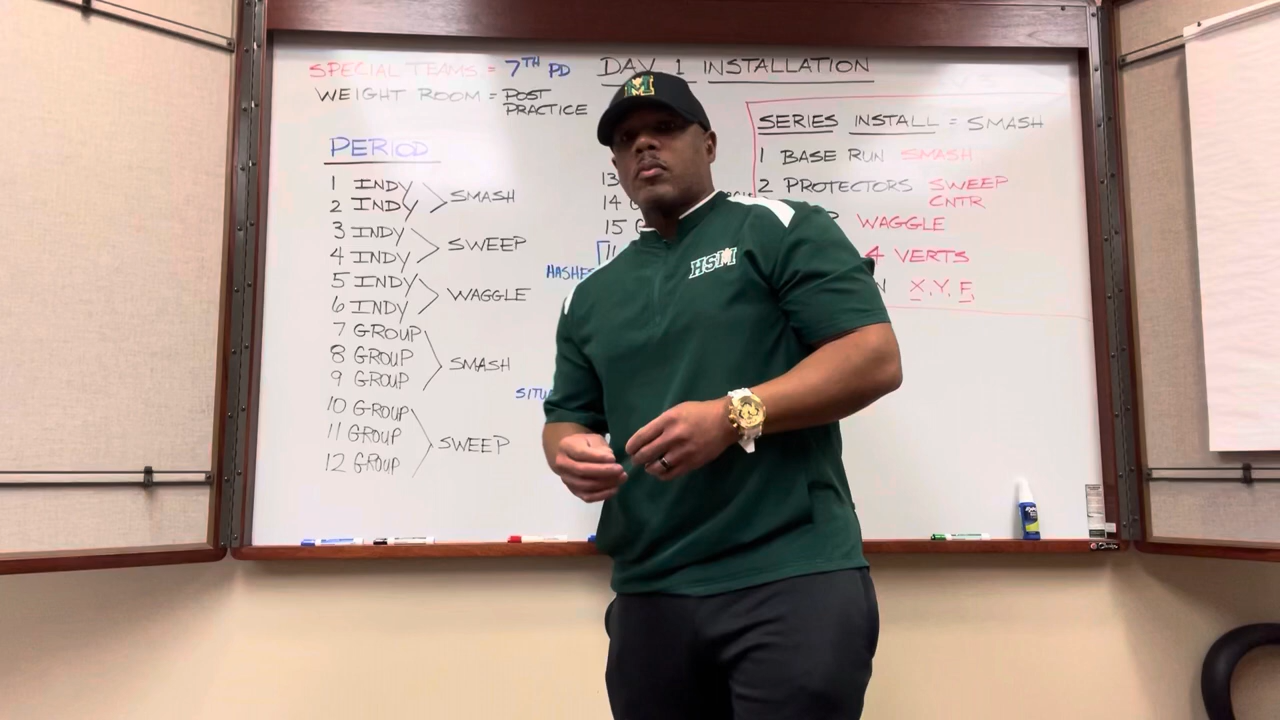 SPECIAL TEAMS = 7TH PD
WEIGHT ROOM = POST PRACTICE
DAY 1 INSTALLATION
PERIOD
1 INDY
2 INDY
SMASH
3 INDY
4 INDY
SWEEP
5 INDY
6 INDY
WAGGLE
7 GROUP
8 GROUP
9 GROUP
SMASH
10 GROUP
11 GROUP
12 GROUP
SWEEP
13
14
15
HASHES
SERIES INSTALL = SMASH
1 BASE RUN SMASH
2 PROTECTORS SWEEP
CNTR
WAGGLE
4 VERTS
X, Y, F,
M
HSM